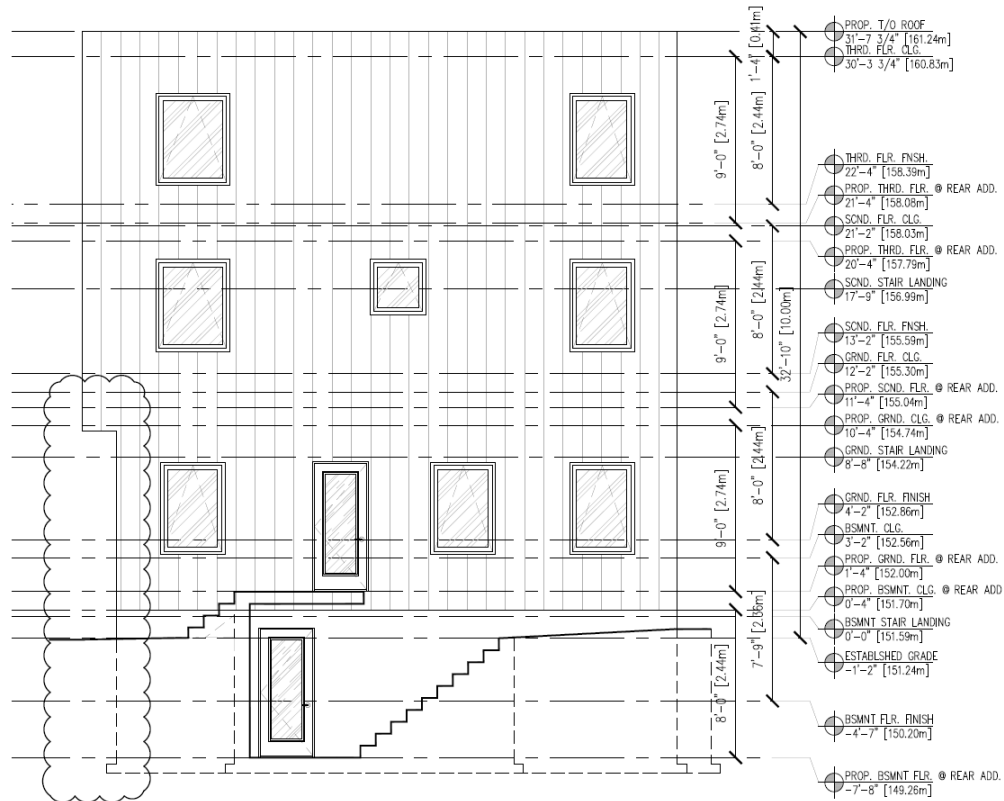 PROP. T/O ROOF
31'-7 3/4" [161.24m]
THRD. FLR. CLG.
30'-3 3/4" [160.83m]
THRD. FLR. FNSH.
22'-4" [158.39m]
PROP. THRD. FLR. @ REAR ADD.
21'-4" [158.08m]
SCND. FLR. CLG.
21'-2" [158.03m]
PROP. THRD. FLR. @ REAR ADD.
20'-4" [157.79m]
SCND. STAIR LANDING
17'-9" [156.99m]
SCND. FLR. FNSH.
13'-2" [155.59m]
GRND. FLR. CLG.
12'-2" [155.30m]
PROP. SCND. FLR. @ REAR ADD.
11'-4" [155.04m]
PROP. GRND. CLG. @ REAR ADD.
10'-4" [154.74m]
GRND. STAIR LANDING
8'-8" [154.22m]
GRND. FLR. FINISH
4'-2" [152.86m]
BSMNT. CLG.
3'-2" [152.56m]
PROP. GRND. FLR. @ REAR ADD.
1'-4" [152.00m]
PROP. BSMNT. CLG. @ REAR ADD
0'-4" [151.70m]
BSMNT STAIR LANDING
0'-0" [151.59m]
ESTABLSHED GRADE
-1'-2" [151.24m]
BSMNT FLR. FINISH
-4'-7" [150.20m]
PROP. BSMNT FLR. @ REAR ADD.
-7'-8" [149.26m]
1'-4" [0.41m]
9'-0" [2.74m]
8'-0" [2.44m]
9'-0" [2.74m]
8'-0" [2.44m]
32'-10" [10.00m]
9'-0" [2.74m]
8'-0" [2.44m]
7'-9" [2.36m]
8'-0" [2.44m]